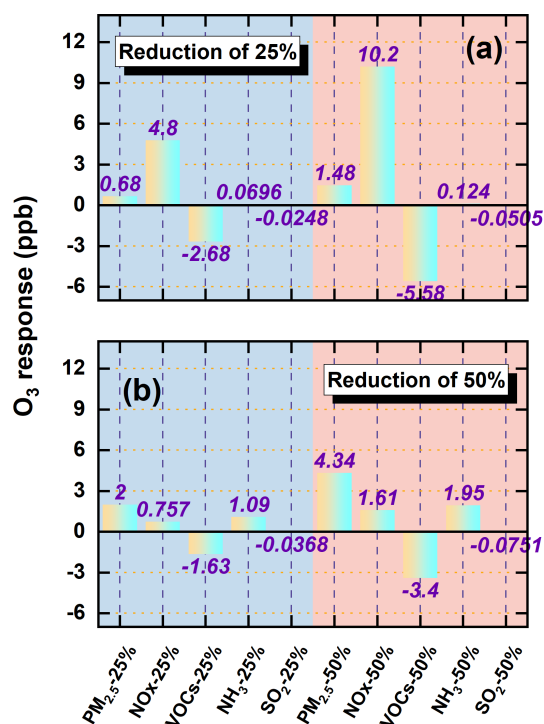 O₃ response (ppb)
12
9
6
3
0
-3
-6
Reduction of 25%
(a)
0.68
4.8
-2.68
0.0696
-0.0248
1.48
10.2
-5.58
0.124
-0.0505
12
9
6
3
0
-3
-6
(b)
Reduction of 50%
2
0.757
-1.63
1.09
-0.0368
4.34
1.61
-3.4
1.95
-0.0751
PM₂.₅-25%
NOx-25%
VOCs-25%
NH₃-25%
SO₂-25%
PM₂.₅-50%
NOx-50%
VOCs-50%
NH₃-50%
SO₂-50%